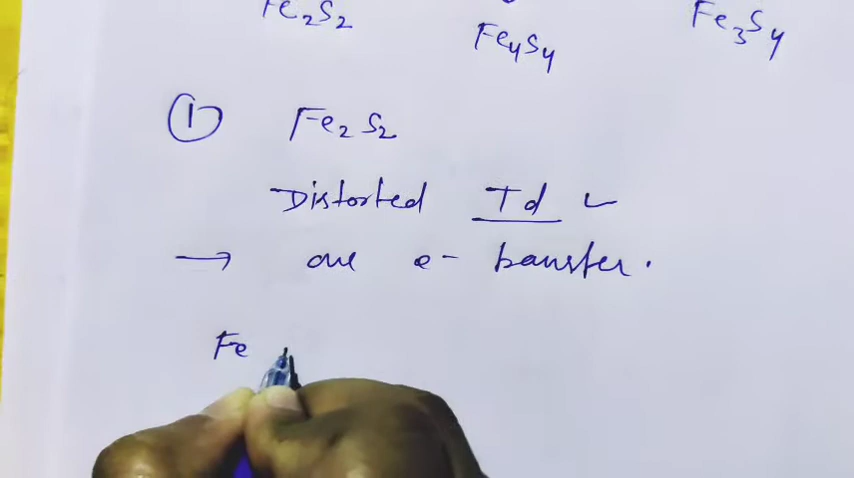 Fe₂S₂ Fe₄S₄ Fe₃S₄
① Fe₂S₂
Distorted Td ✓
→ one e- transfer.
Fe